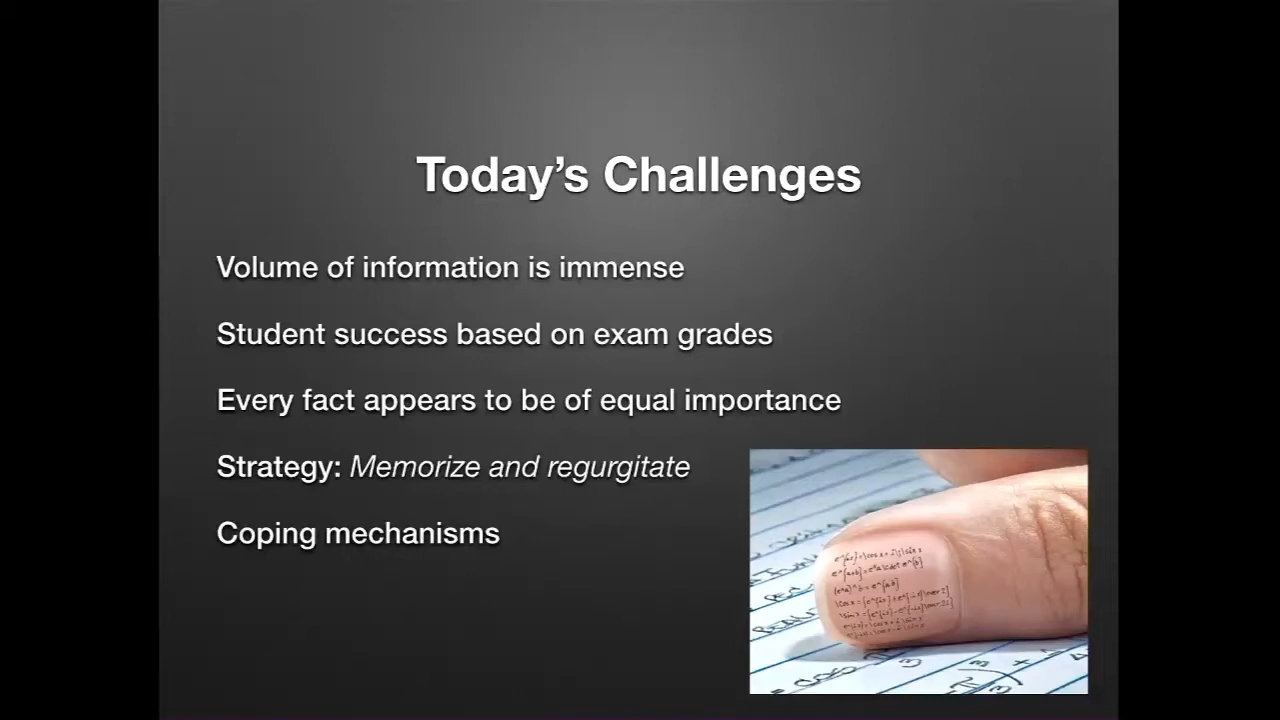 Today's Challenges
Volume of information is immense
Student success based on exam grades
Every fact appears to be of equal importance
Strategy: Memorize and regurgitate
Coping mechanisms